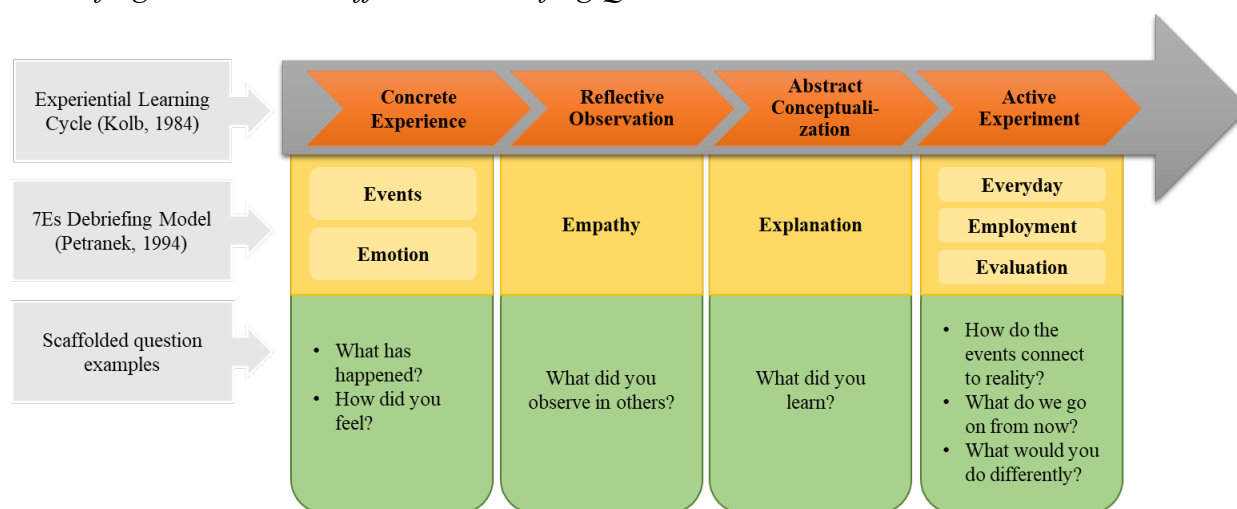 Experiential Learning
Cycle (Kolb, 1984)
Concrete
Experience
Reflective
Observation
Abstract
Conceptuali-
zation
Active
Experiment
7Es Debriefing Model
(Petranek, 1994)
Events
Emotion
Empathy
Explanation
Everyday
Employment
Evaluation
Scaffolded question
examples
• What has
happened?
• How did you
feel?
What did you
observe in others?
What did you
learn?
• How do the
events connect
to reality?
• What do we go
on from now?
• What would you
do differently?